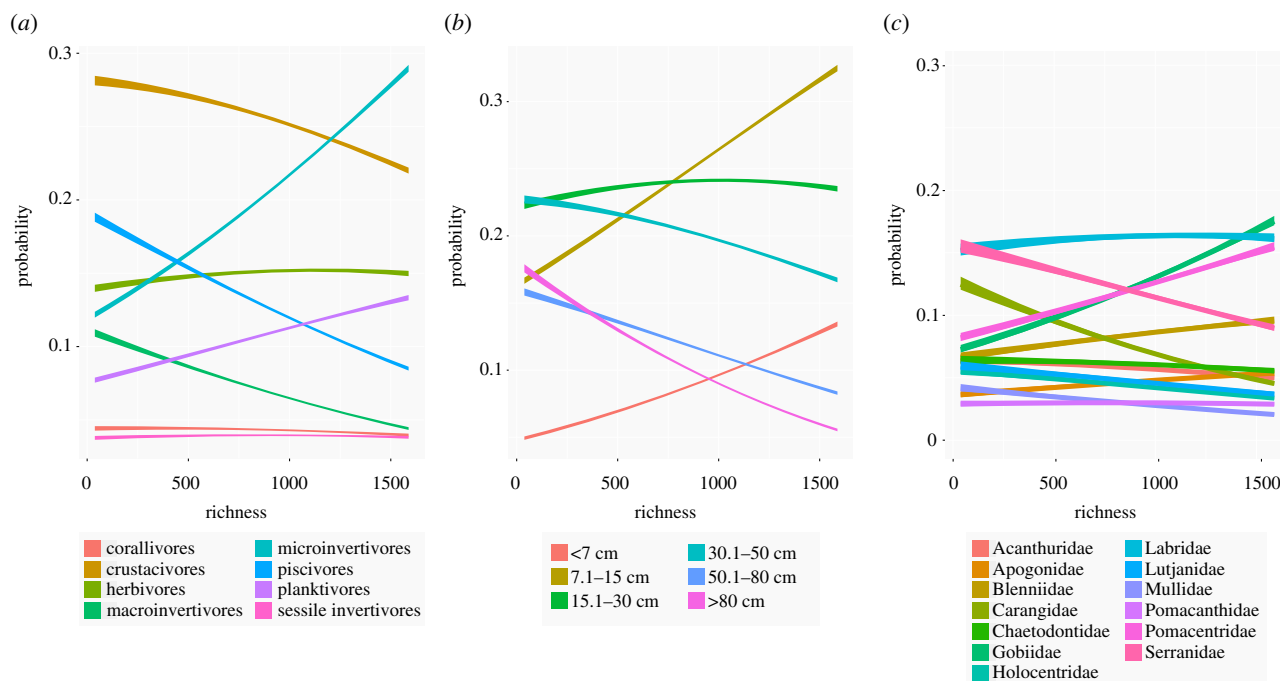 (a)
0.3
0.2
0.1
probability
0 500 1000 1500
richness
corallivores microinvertivores
crustacivores piscivores
herbivores planktivores
macroinvertivores sessile invertivores
(b)
0.3
0.2
0.1
probability
0 500 1000 1500
richness
<7 cm 30.1–50 cm
7.1–15 cm 50.1–80 cm
15.1–30 cm >80 cm
(c)
0.3
0.2
0.1
0
probability
0 500 1000 1500
richness
Acanthuridae Labridae
Apogonidae Lutjanidae
Blenniidae Mullidae
Carangidae Pomacanthidae
Chaetodontidae Pomacentridae
Gobiidae Serranidae
Holocentridae